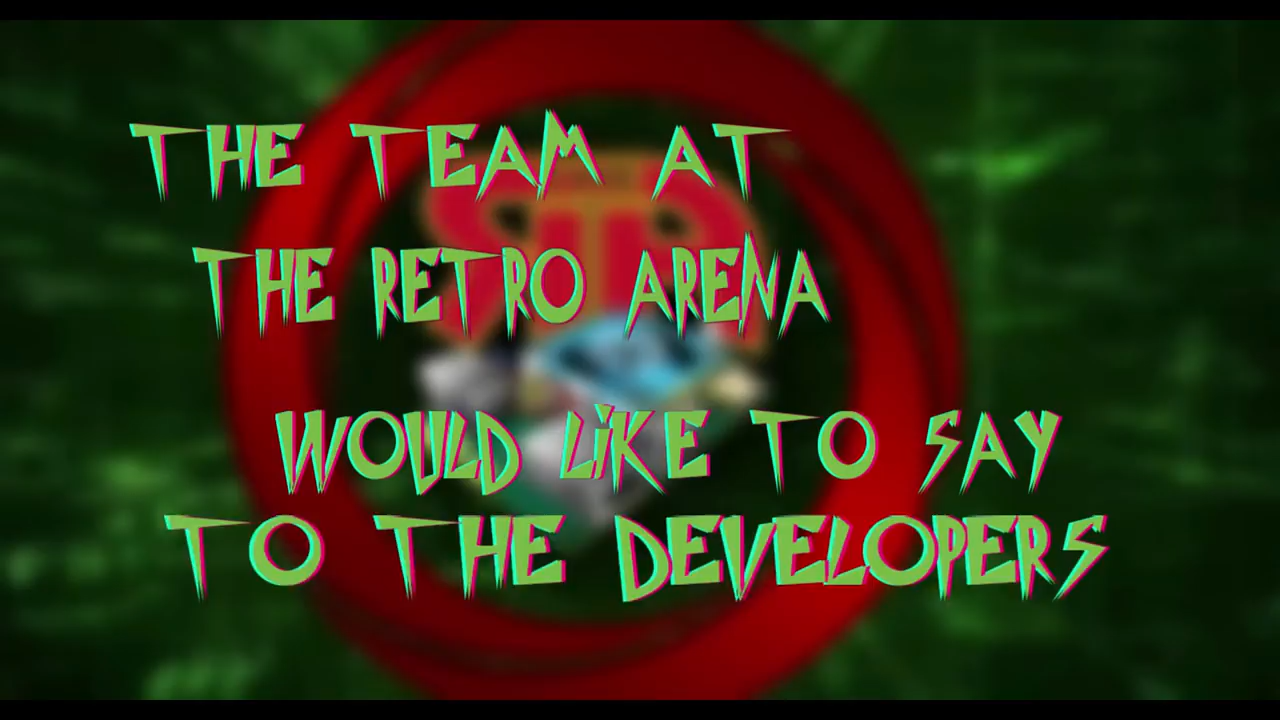 THE TEAM AT
THE RETRO ARENA
WOULD LiKE TO SAY
TO THE DEVELOPERS